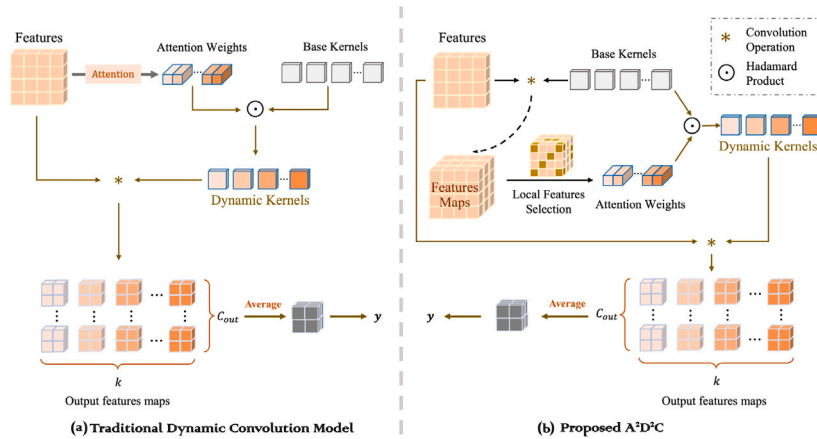 Features
Attention
Attention Weights
Base Kernels
Dynamic Kernels
C_out
Average
y
k
Output features maps
(a) Traditional Dynamic Convolution Model
Features
Base Kernels
Convolution
Operation
Hadamard
Product
Dynamic Kernels
Features
Maps
Local Features
Selection
Attention Weights
y
Average
C_out
k
Output features maps
(b) Proposed A²D²C